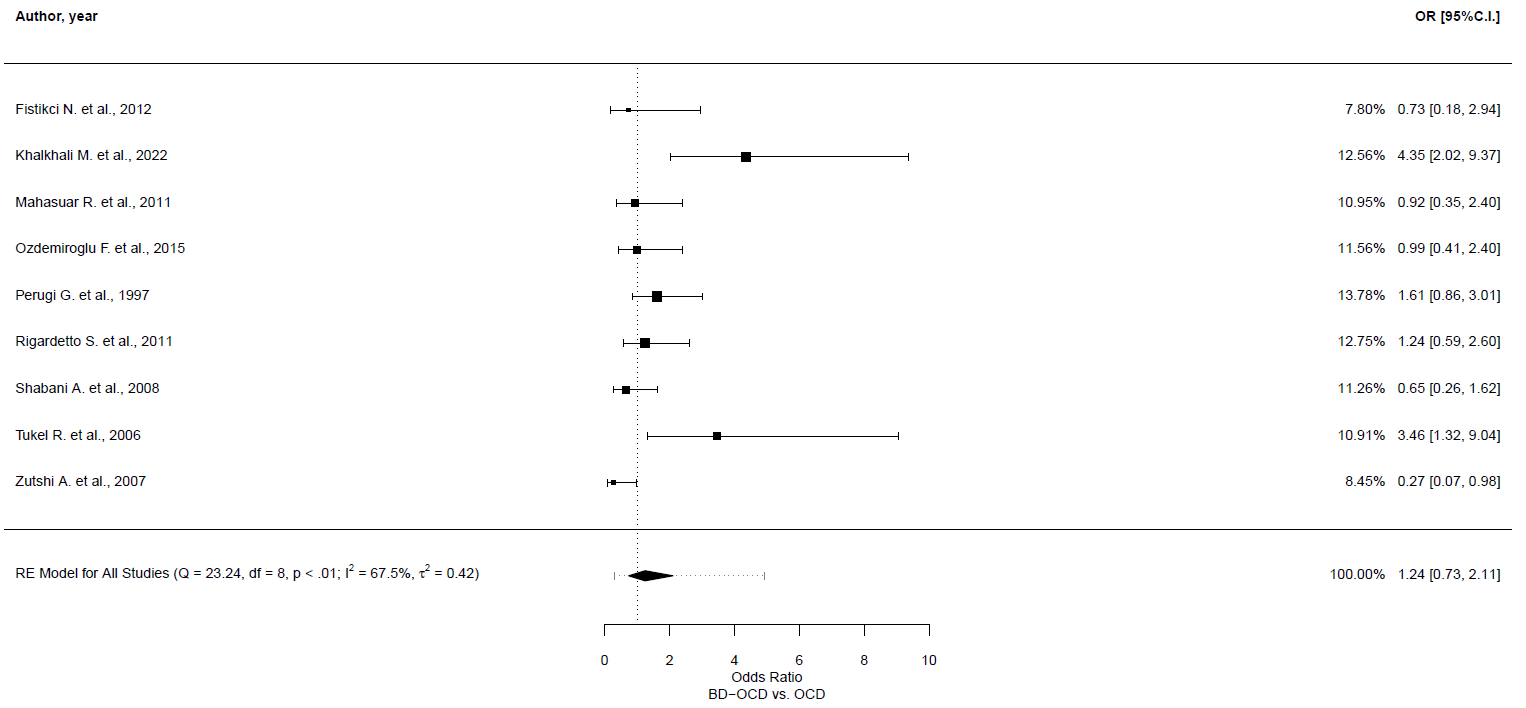 Author, year OR [95%C.I.]
Fistikci N. et al., 2012 7.80% 0.73 [0.18, 2.94]
Khalkhali M. et al., 2022 12.56% 4.35 [2.02, 9.37]
Mahasuar R. et al., 2011 10.95% 0.92 [0.35, 2.40]
Ozdemiroglu F. et al., 2015 11.56% 0.99 [0.41, 2.40]
Perugi G. et al., 1997 13.78% 1.61 [0.86, 3.01]
Rigardetto S. et al., 2011 12.75% 1.24 [0.59, 2.60]
Shabani A. et al., 2008 11.26% 0.65 [0.26, 1.62]
Tukel R. et al., 2006 10.91% 3.46 [1.32, 9.04]
Zutshi A. et al., 2007 8.45% 0.27 [0.07, 0.98]
RE Model for All Studies (Q = 23.24, df = 8, p < .01; I² = 67.5%, τ² = 0.42) 100.00% 1.24 [0.73, 2.11]
0 2 4 6 8 10
Odds Ratio
BD−OCD vs. OCD